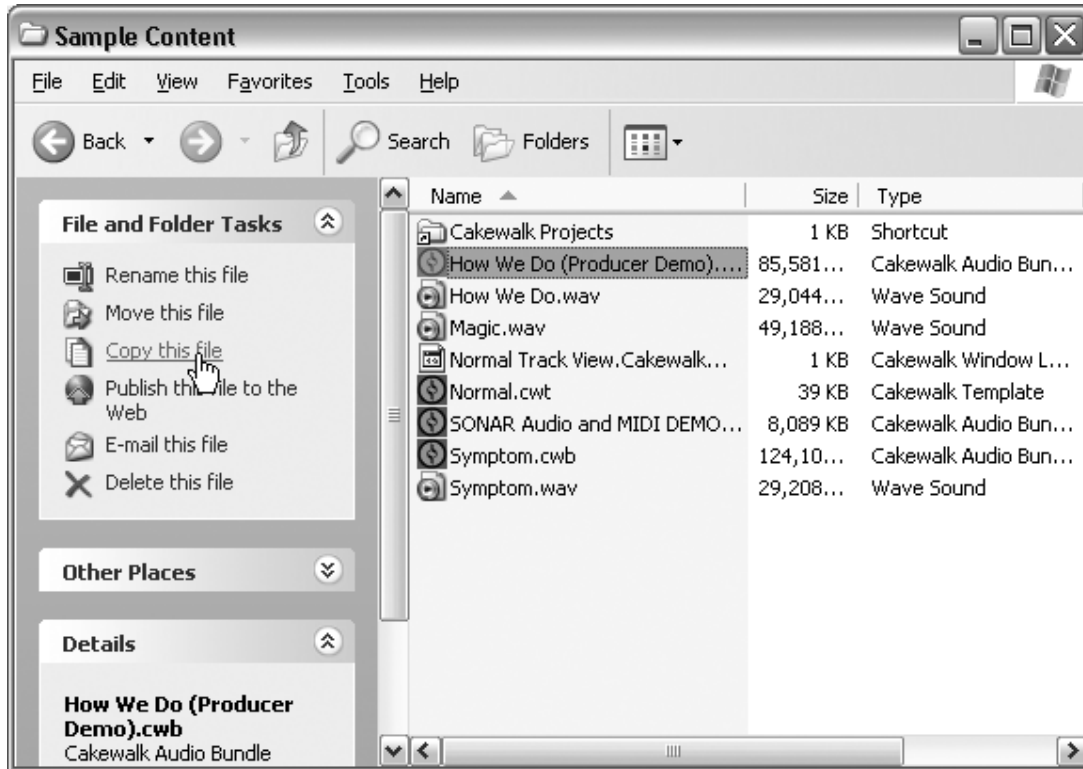 Sample Content
File Edit View Favorites Tools Help
Back Search Folders
File and Folder Tasks
Rename this file
Move this file
Copy this file
Publish this file to the
Web
E-mail this file
Delete this file
Other Places
Details
How We Do (Producer
Demo).cwb
Cakewalk Audio Bundle
Name Size Type
Cakewalk Projects 1 KB Shortcut
How We Do (Producer Demo).... 85,581... Cakewalk Audio Bun...
How We Do.wav 29,044... Wave Sound
Magic.wav 49,188... Wave Sound
Normal Track View.Cakewalk... 1 KB Cakewalk Window L...
Normal.cwt 39 KB Cakewalk Template
SONAR Audio and MIDI DEMO... 8,089 KB Cakewalk Audio Bun...
Symptom.cwb 124,10... Cakewalk Audio Bun...
Symptom.wav 29,208... Wave Sound